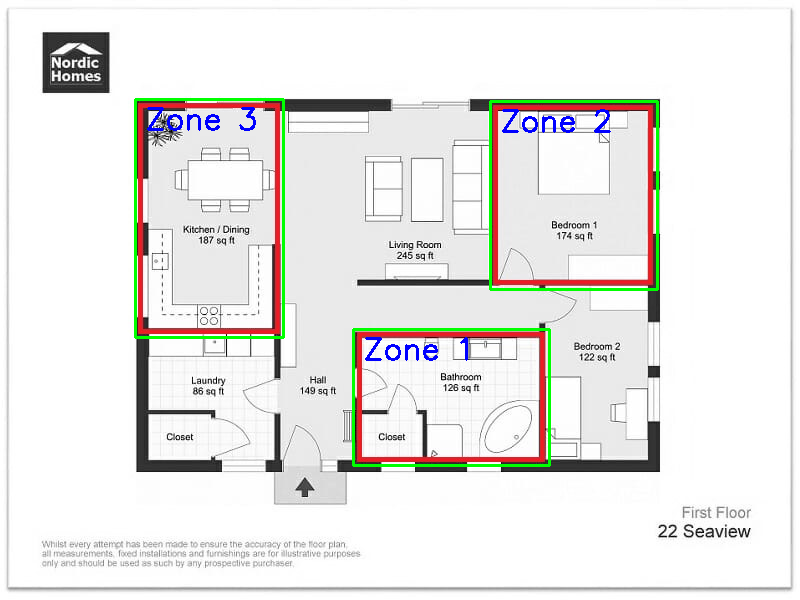 Nordic
Homes
Zone 3
Zone 2
Kitchen / Dining
187 sq ft
Living Room
245 sq ft
Bedroom 1
174 sq ft
Zone 1
Bedroom 2
122 sq ft
Laundry
86 sq ft
Hall
149 sq ft
Bathroom
126 sq ft
Closet
Closet
First Floor
22 Seaview
Whilst every attempt has been made to ensure the accuracy of the floor plan,
all measurements, fixed installations and furnishings are for illustrative purposes
only and should be used as such by any prospective purchaser.